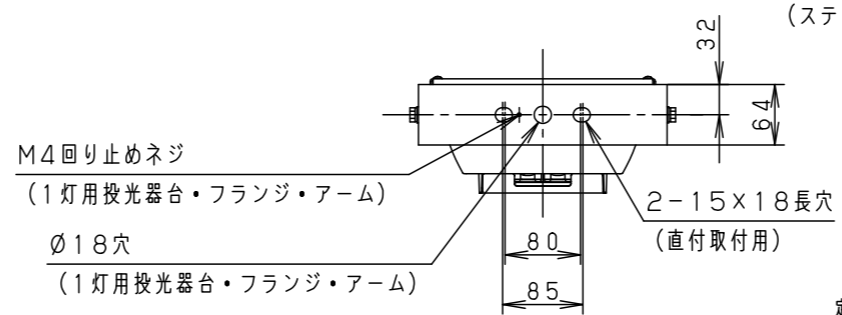 (ステ
32
64
M4回り止めネジ
(1灯用投光器台・フランジ・アーム)
2-15×18長穴
(直付取付用)
Ø18穴
(1灯用投光器台・フランジ・アーム)
80
85